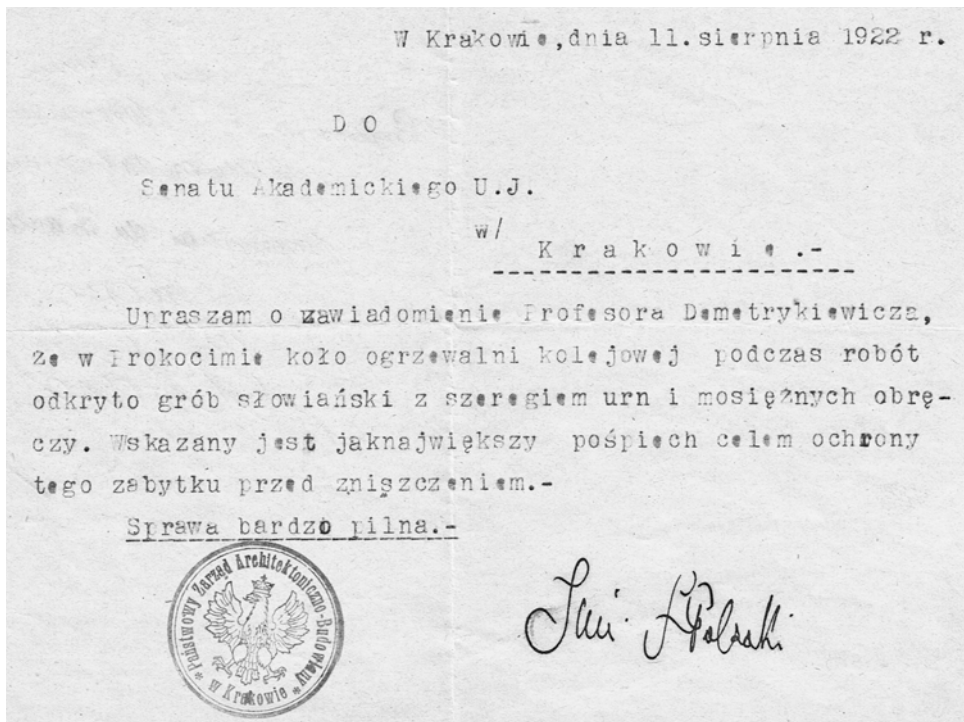 W Krakowie,dnia 11.sierpnia 1922 r.
DO
Senatu Akademickiego U.J.
w/
Krakowie.-
Upraszam o zawiadomienie Profesora Demetrykiewicza,
że w Prokocimie koło ogrzewalni kolejowej podczas robót
odkryto grób słowiański z szeregiem urn i mosiężnych obrę-
czy. Wskazany jest jaknajwiększy pośpiech celem ochrony
tego zabytku przed zniszczeniem.-
Sprawa bardzo pilna.-
* Państwowy Zarząd Architektoniczno-Budowlany *
w Krakowie